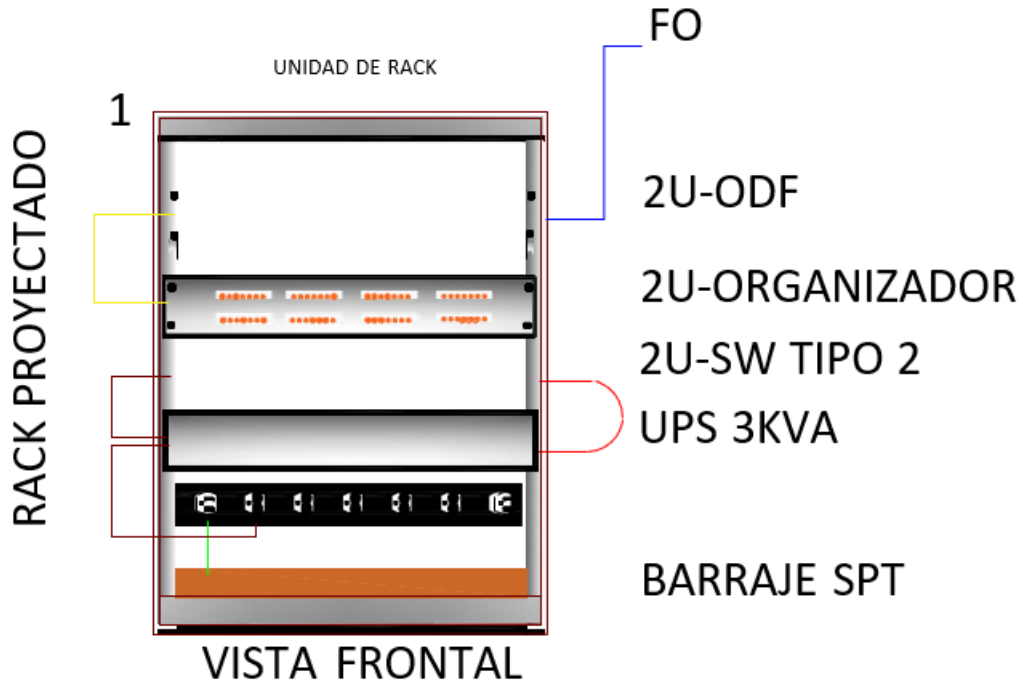 FO
UNIDAD DE RACK
1
RACK PROYECTADO
2U-ODF
2U-ORGANIZADOR
2U-SW TIPO 2
UPS 3KVA
BARRAJE SPT
VISTA FRONTAL